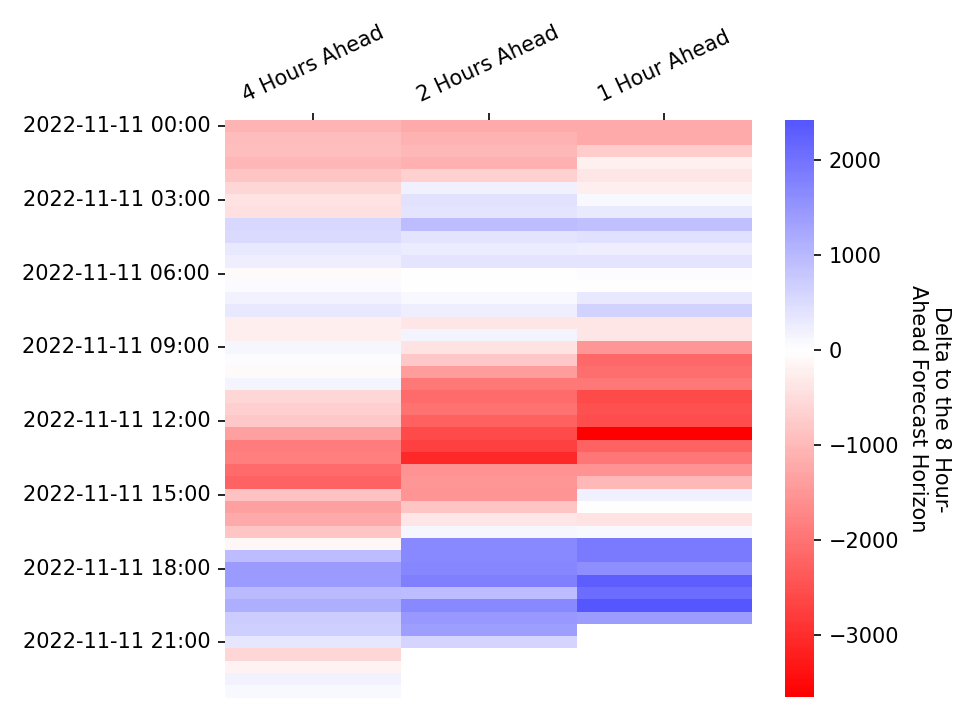 4 Hours Ahead
2 Hours Ahead
1 Hour Ahead
2022-11-11 00:00
2022-11-11 03:00
2022-11-11 06:00
2022-11-11 09:00
2022-11-11 12:00
2022-11-11 15:00
2022-11-11 18:00
2022-11-11 21:00
2000
1000
0
−1000
−2000
−3000
Delta to the 8 Hour-
Ahead Forecast Horizon